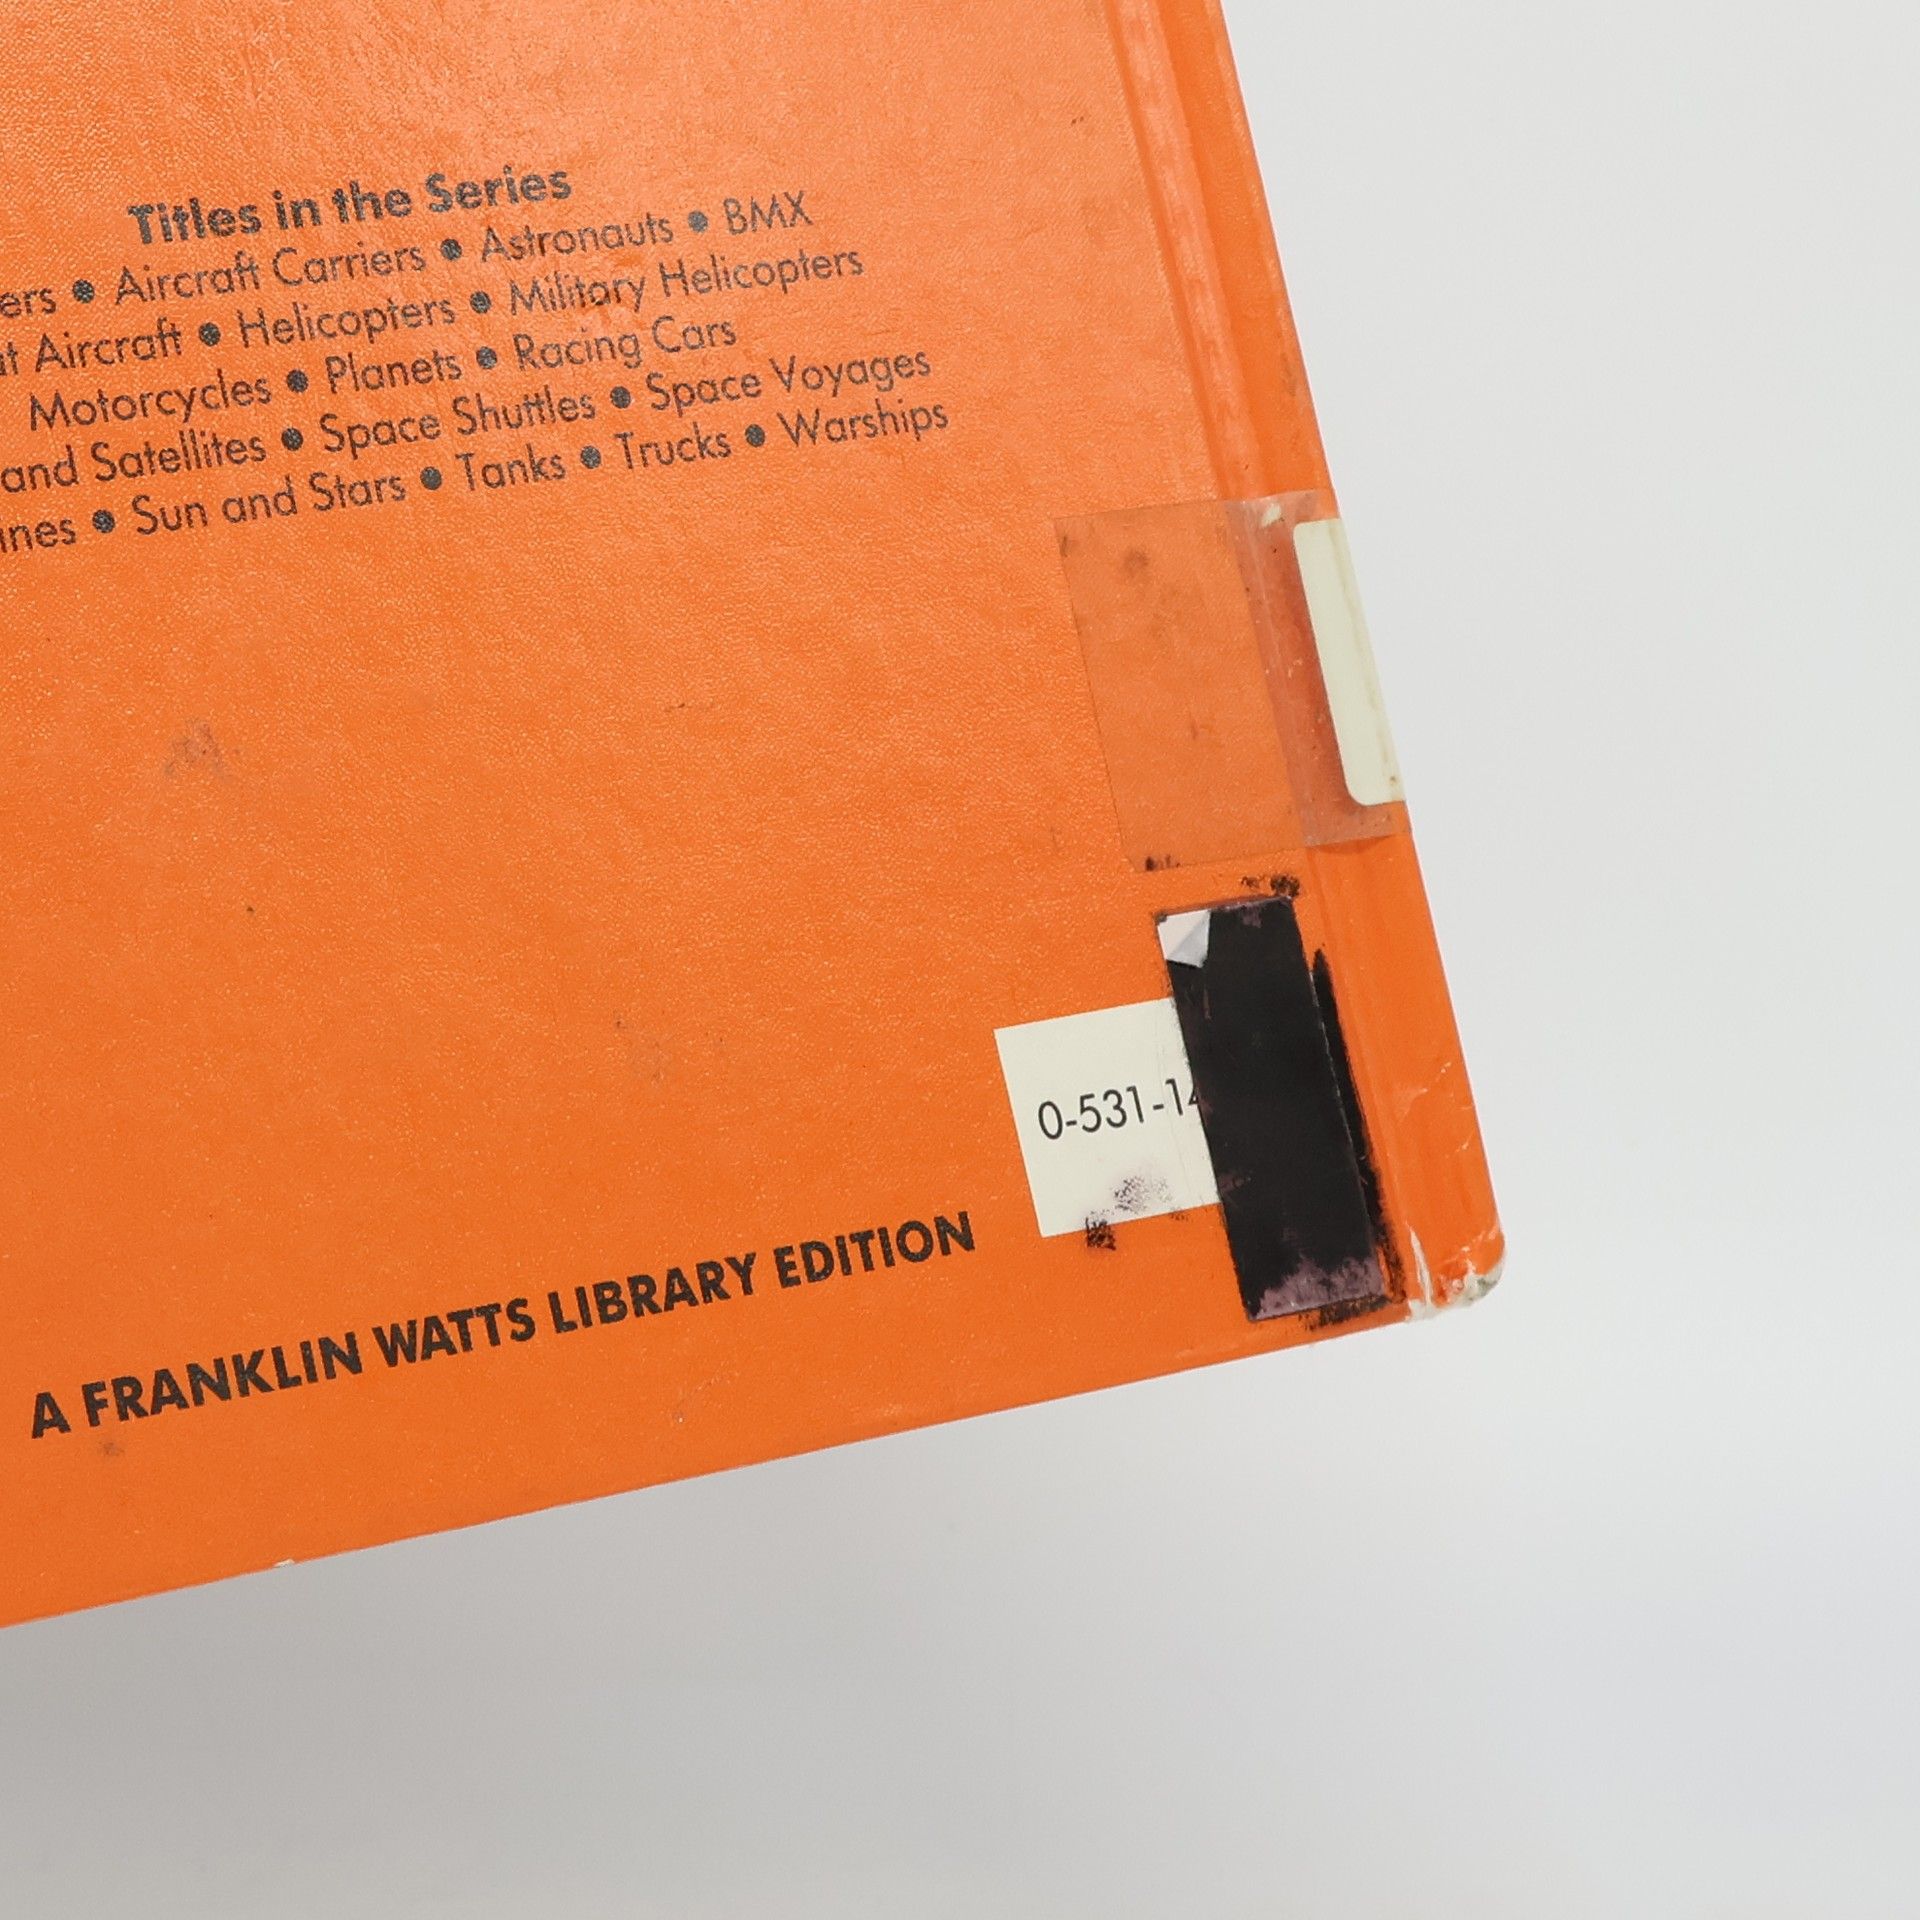 Titles in the Series
ers • Aircraft Carriers • Astronauts • BMX
at Aircraft • Helicopters • Military Helicopters
Motorcycles • Planets • Racing Cars
and Satellites • Space Shuttles • Space Voyages
ines • Sun and Stars • Tanks • Trucks • Warships
0-531-14
A FRANKLIN WATTS LIBRARY EDITION